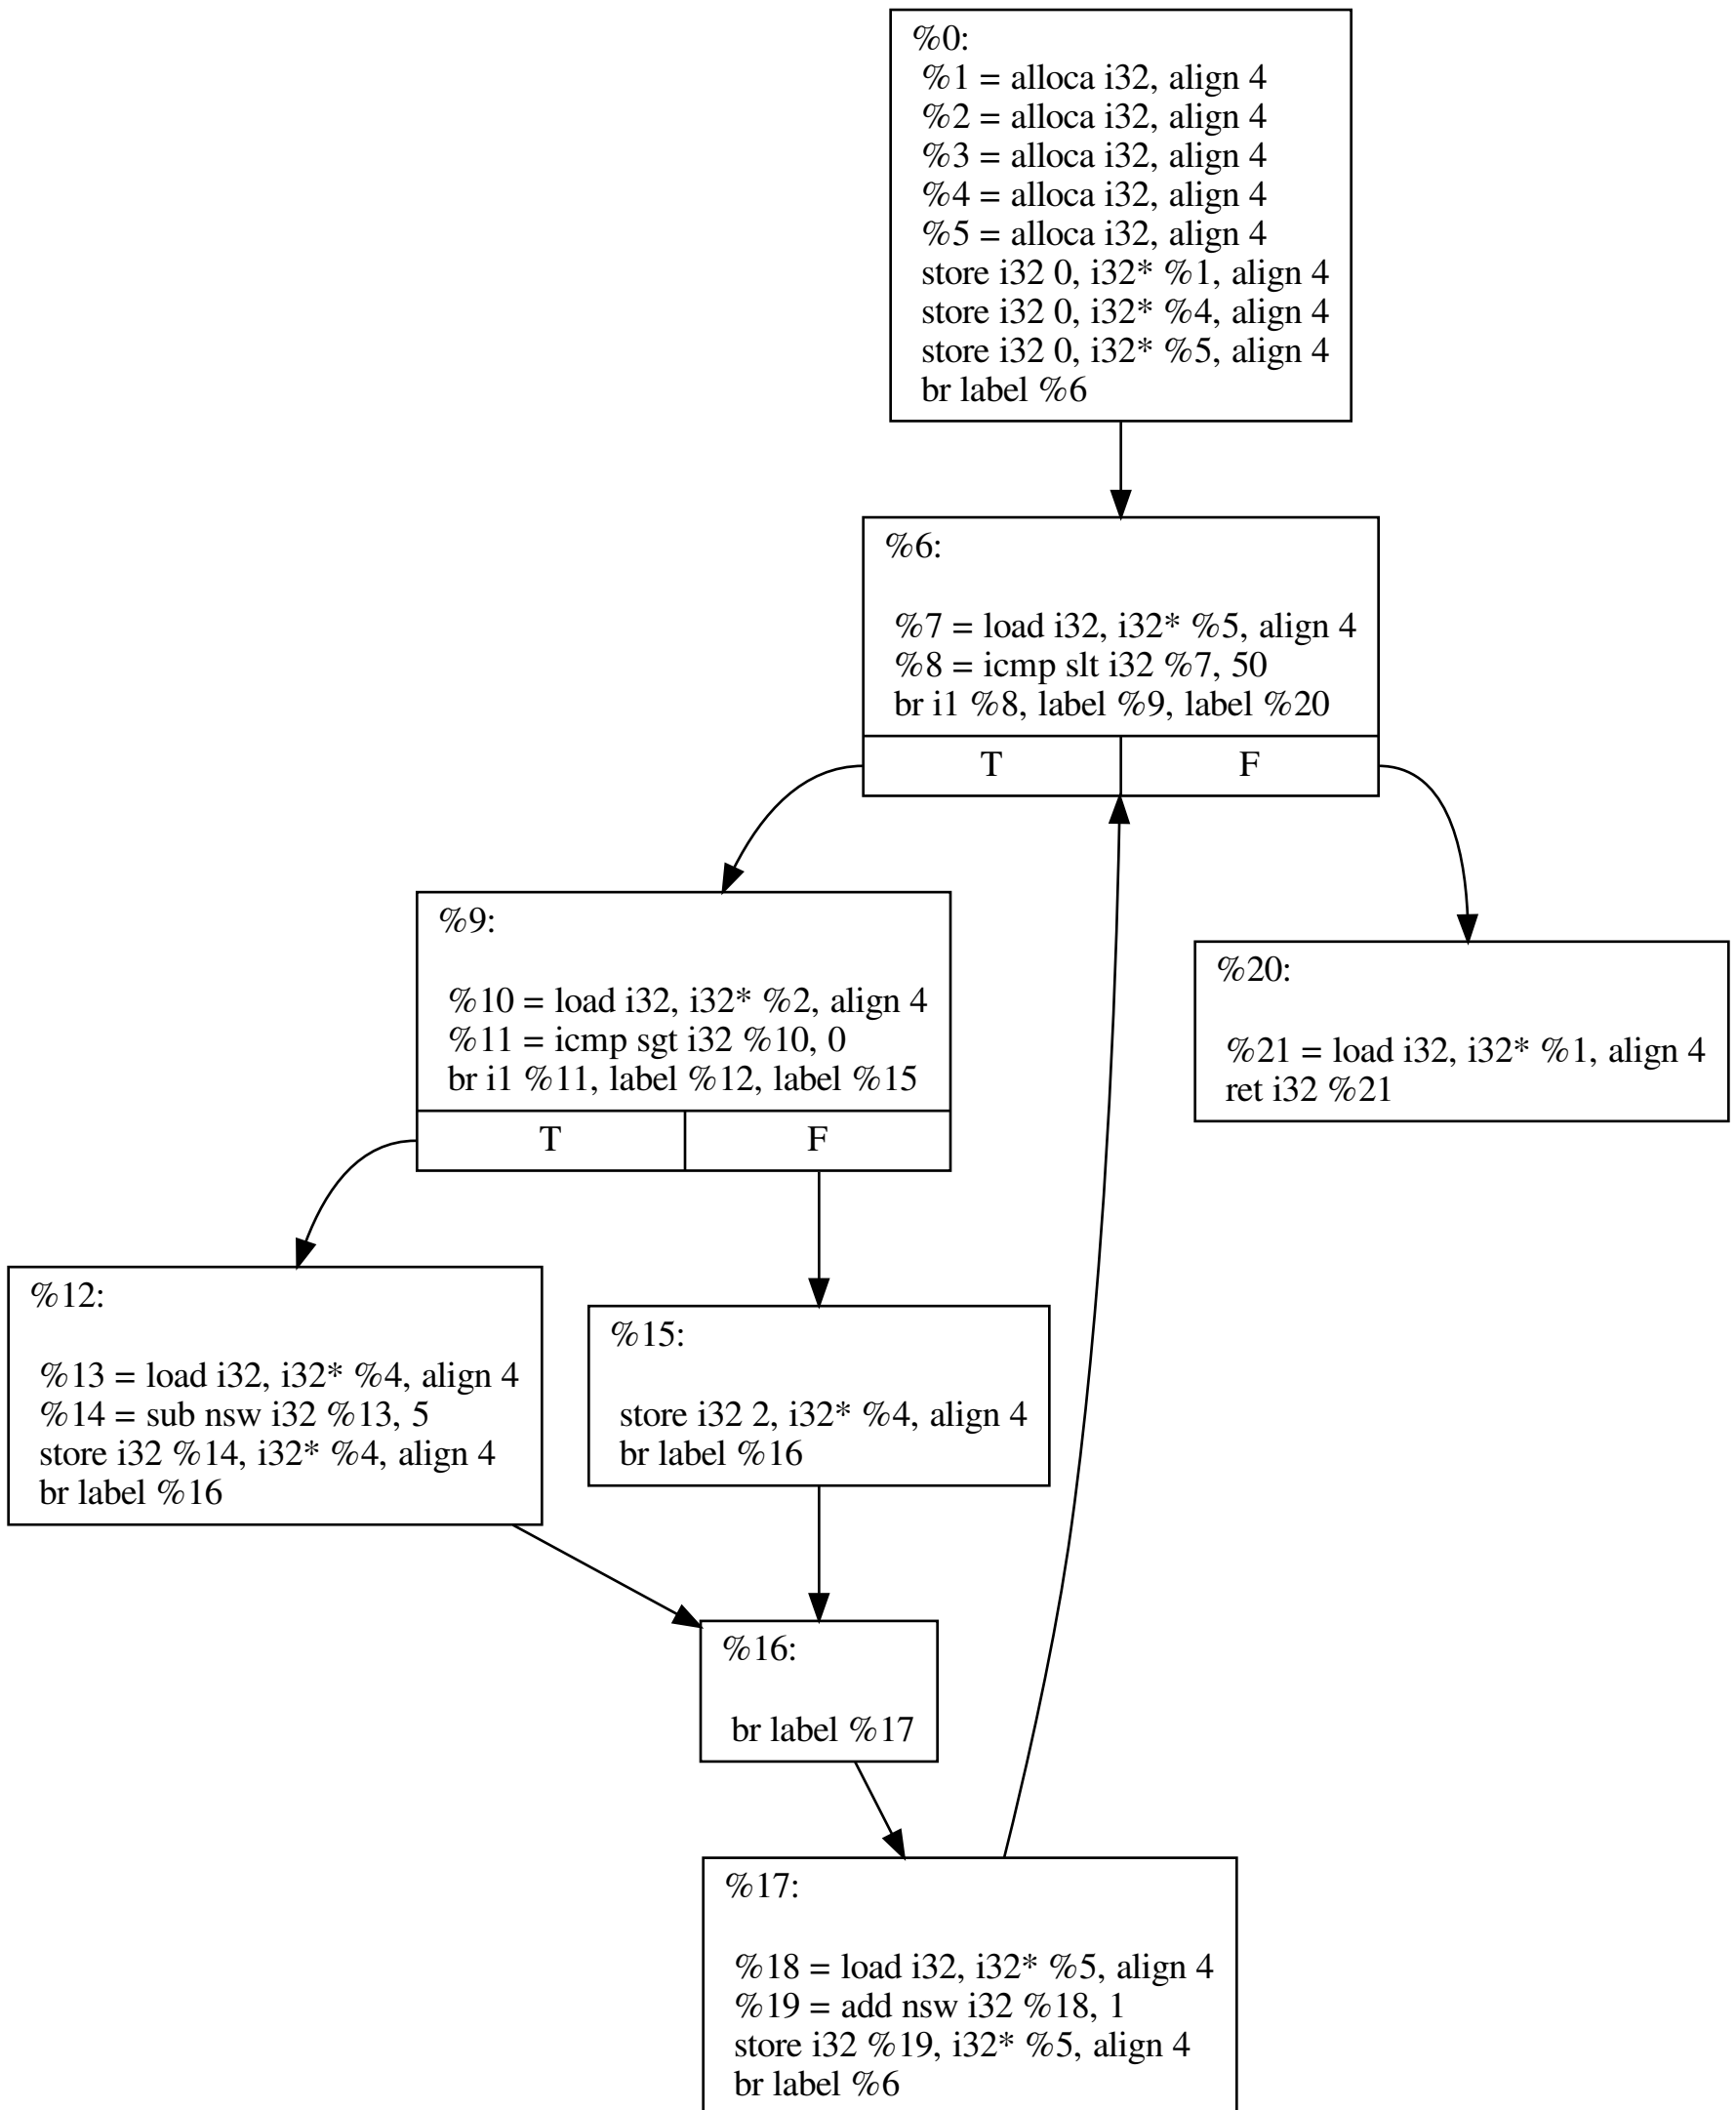 %0:
%1 = alloca i32, align 4
%2 = alloca i32, align 4
%3 = alloca i32, align 4
%4 = alloca i32, align 4
%5 = alloca i32, align 4
store i32 0, i32* %1, align 4
store i32 0, i32* %4, align 4
store i32 0, i32* %5, align 4
br label %6
%6:
%7 = load i32, i32* %5, align 4
%8 = icmp slt i32 %7, 50
br i1 %8, label %9, label %20
T
F
%9:
%10 = load i32, i32* %2, align 4
%11 = icmp sgt i32 %10, 0
br i1 %11, label %12, label %15
T
F
%20:
%21 = load i32, i32* %1, align 4
ret i32 %21
%12:
%13 = load i32, i32* %4, align 4
%14 = sub nsw i32 %13, 5
store i32 %14, i32* %4, align 4
br label %16
%15:
store i32 2, i32* %4, align 4
br label %16
%16:
br label %17
%17:
%18 = load i32, i32* %5, align 4
%19 = add nsw i32 %18, 1
store i32 %19, i32* %5, align 4
br label %6